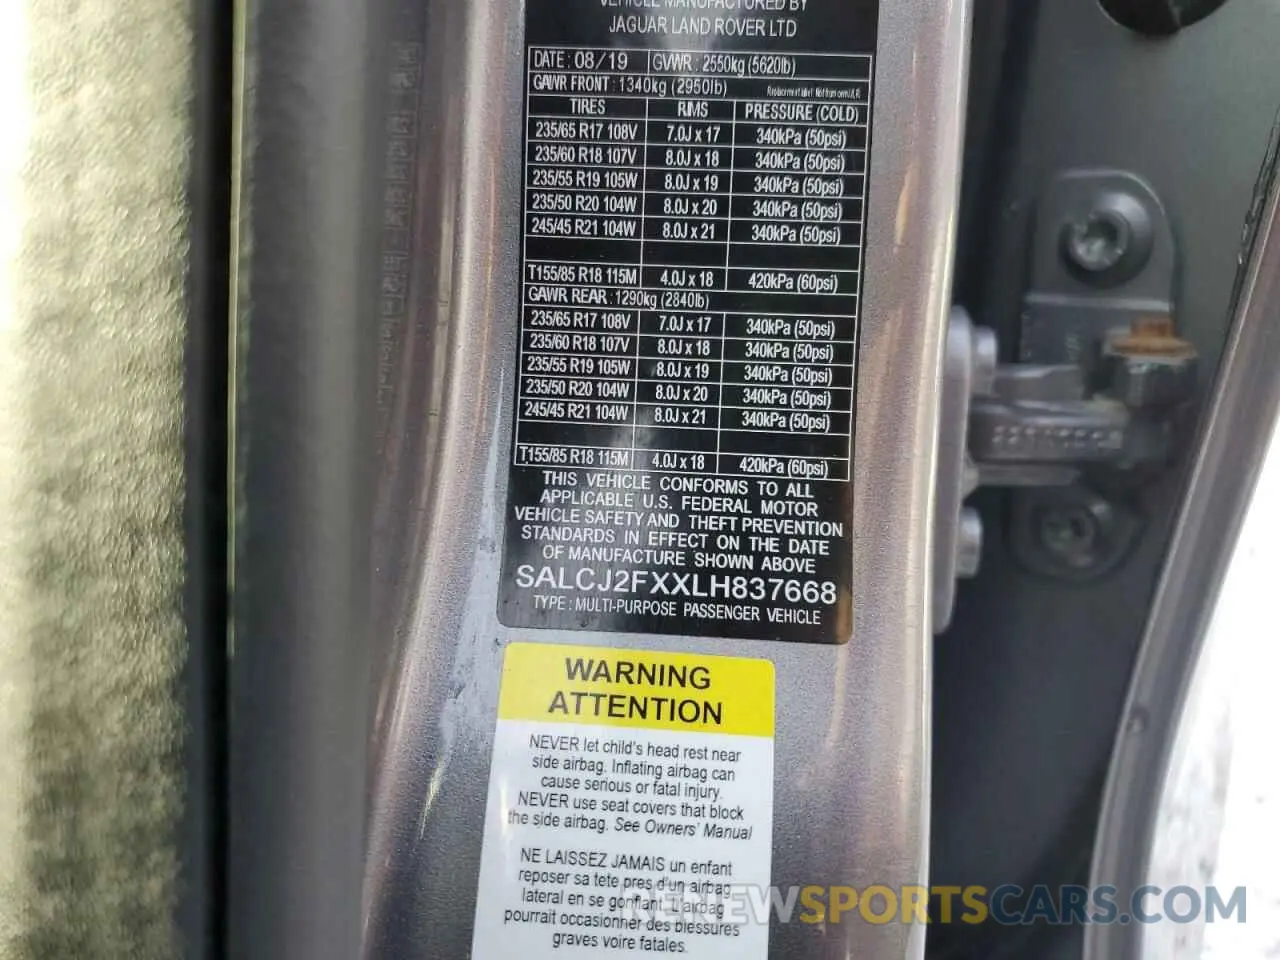 VEHICLE MANUFACTURED BY
JAGUAR LAND ROVER LTD
DATE : 08/19 GVWR : 2550kg (5620lb)
GAWR FRONT : 1340kg (2950lb)
TIRES RIMS PRESSURE (COLD)
235/65 R17 108V 7.0J x 17 340kPa (50psi)
235/60 R18 107V 8.0J x 18 340kPa (50psi)
235/55 R19 105W 8.0J x 19 340kPa (50psi)
235/50 R20 104W 8.0J x 20 340kPa (50psi)
245/45 R21 104W 8.0J x 21 340kPa (50psi)
T155/85 R18 115M 4.0J x 18 420kPa (60psi)
GAWR REAR : 1290kg (2840lb)
235/65 R17 108V 7.0J x 17 340kPa (50psi)
235/60 R18 107V 8.0J x 18 340kPa (50psi)
235/55 R19 105W 8.0J x 19 340kPa (50psi)
235/50 R20 104W 8.0J x 20 340kPa (50psi)
245/45 R21 104W 8.0J x 21 340kPa (50psi)
T155/85 R18 115M 4.0J x 18 420kPa (60psi)
THIS VEHICLE CONFORMS TO ALL
APPLICABLE U.S. FEDERAL MOTOR
VEHICLE SAFETY AND THEFT PREVENTION
STANDARDS IN EFFECT ON THE DATE
OF MANUFACTURE SHOWN ABOVE
SALCJ2FXXLH837668
TYPE : MULTI-PURPOSE PASSENGER VEHICLE
WARNING
ATTENTION
NEVER let child's head rest near
side airbag. Inflating airbag can
cause serious or fatal injury.
NEVER use seat covers that block
the side airbag. See Owners' Manual
NE LAISSEZ JAMAIS un enfant
reposer sa tete pres d'un airbag
lateral en se gonflant. L'airbag
pourrait occasionner des blessures
graves voire fatales.
RENEWSPORTSCARS.COM